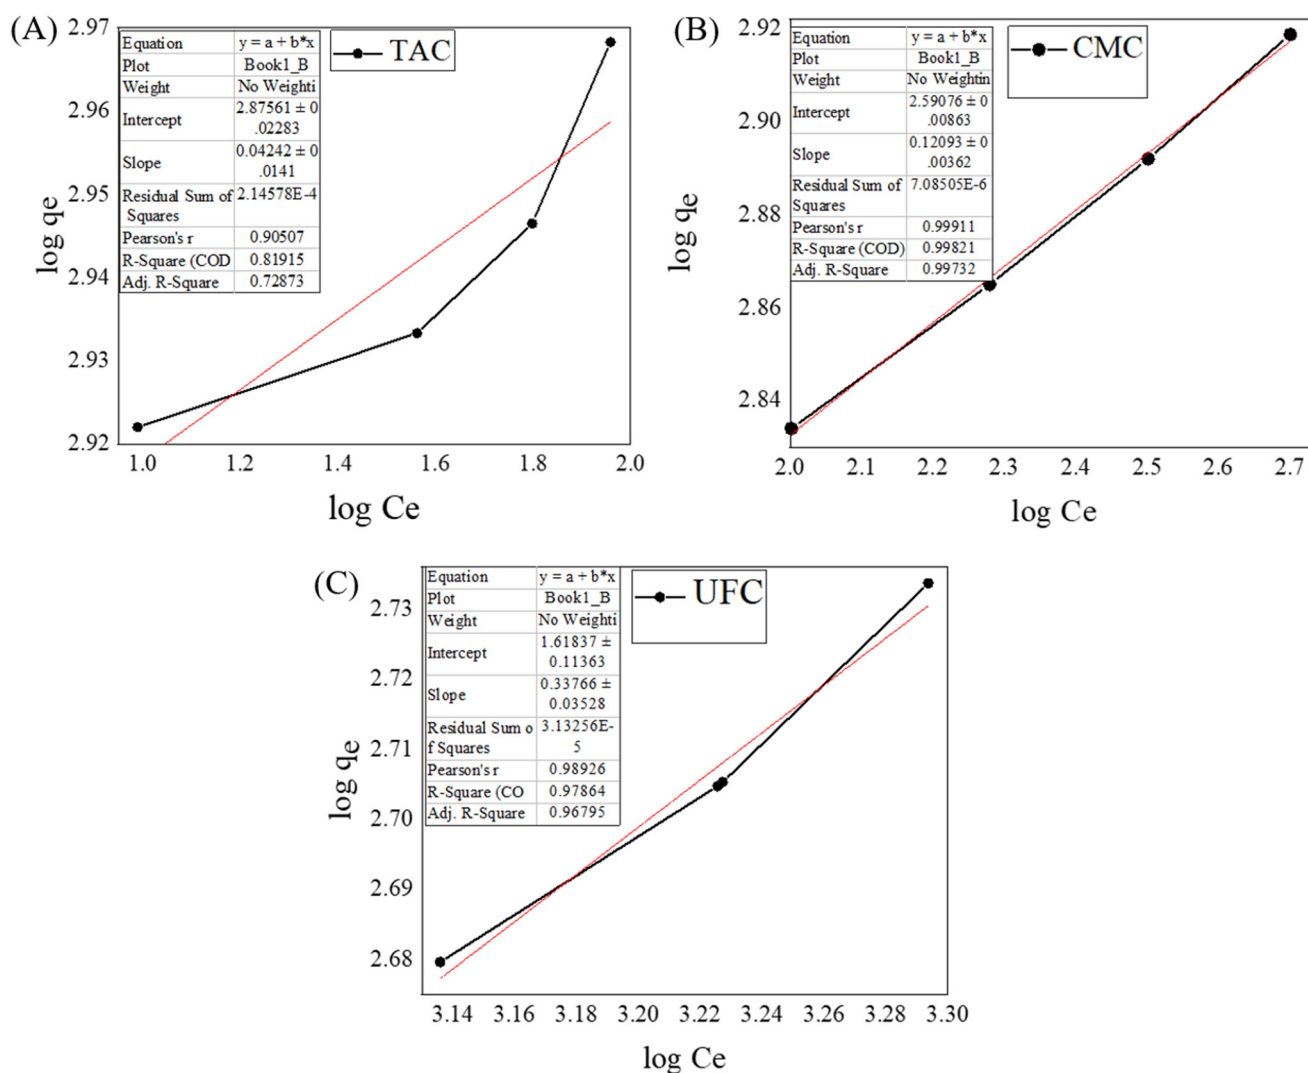 (A)
Equation y = a + b*x
Plot Book1_B
Weight No Weighti
Intercept 2.87561 ± 0
.02283
Slope 0.04242 ± 0
.0141
Residual Sum of 2.14578E-4
Squares
Pearson's r 0.90507
R-Square (COD 0.81915
Adj. R-Square 0.72873
TAC
2.97
2.96
2.95
2.94
2.93
2.92
log qe
1.0 1.2 1.4 1.6 1.8 2.0
log Ce
(B)
Equation y = a + b*x
Plot Book1_B
Weight No Weightin
Intercept 2.59076 ± 0
.00863
Slope 0.12093 ± 0
.00362
Residual Sum of 7.08505E-6
Squares
Pearson's r 0.99911
R-Square (COD) 0.99821
Adj. R-Square 0.99732
CMC
2.92
2.90
2.88
2.86
2.84
log qe
2.0 2.1 2.2 2.3 2.4 2.5 2.6 2.7
log Ce
(C)
Equation y = a + b*x
Plot Book1_B
Weight No Weighti
Intercept 1.61837 ±
0.11363
Slope 0.33766 ±
0.03528
Residual Sum o 3.13256E-
f Squares 5
Pearson's r 0.98926
R-Square (CO 0.97864
Adj. R-Square 0.96795
UFC
2.73
2.72
2.71
2.70
2.69
2.68
log qe
3.14 3.16 3.18 3.20 3.22 3.24 3.26 3.28 3.30
log Ce